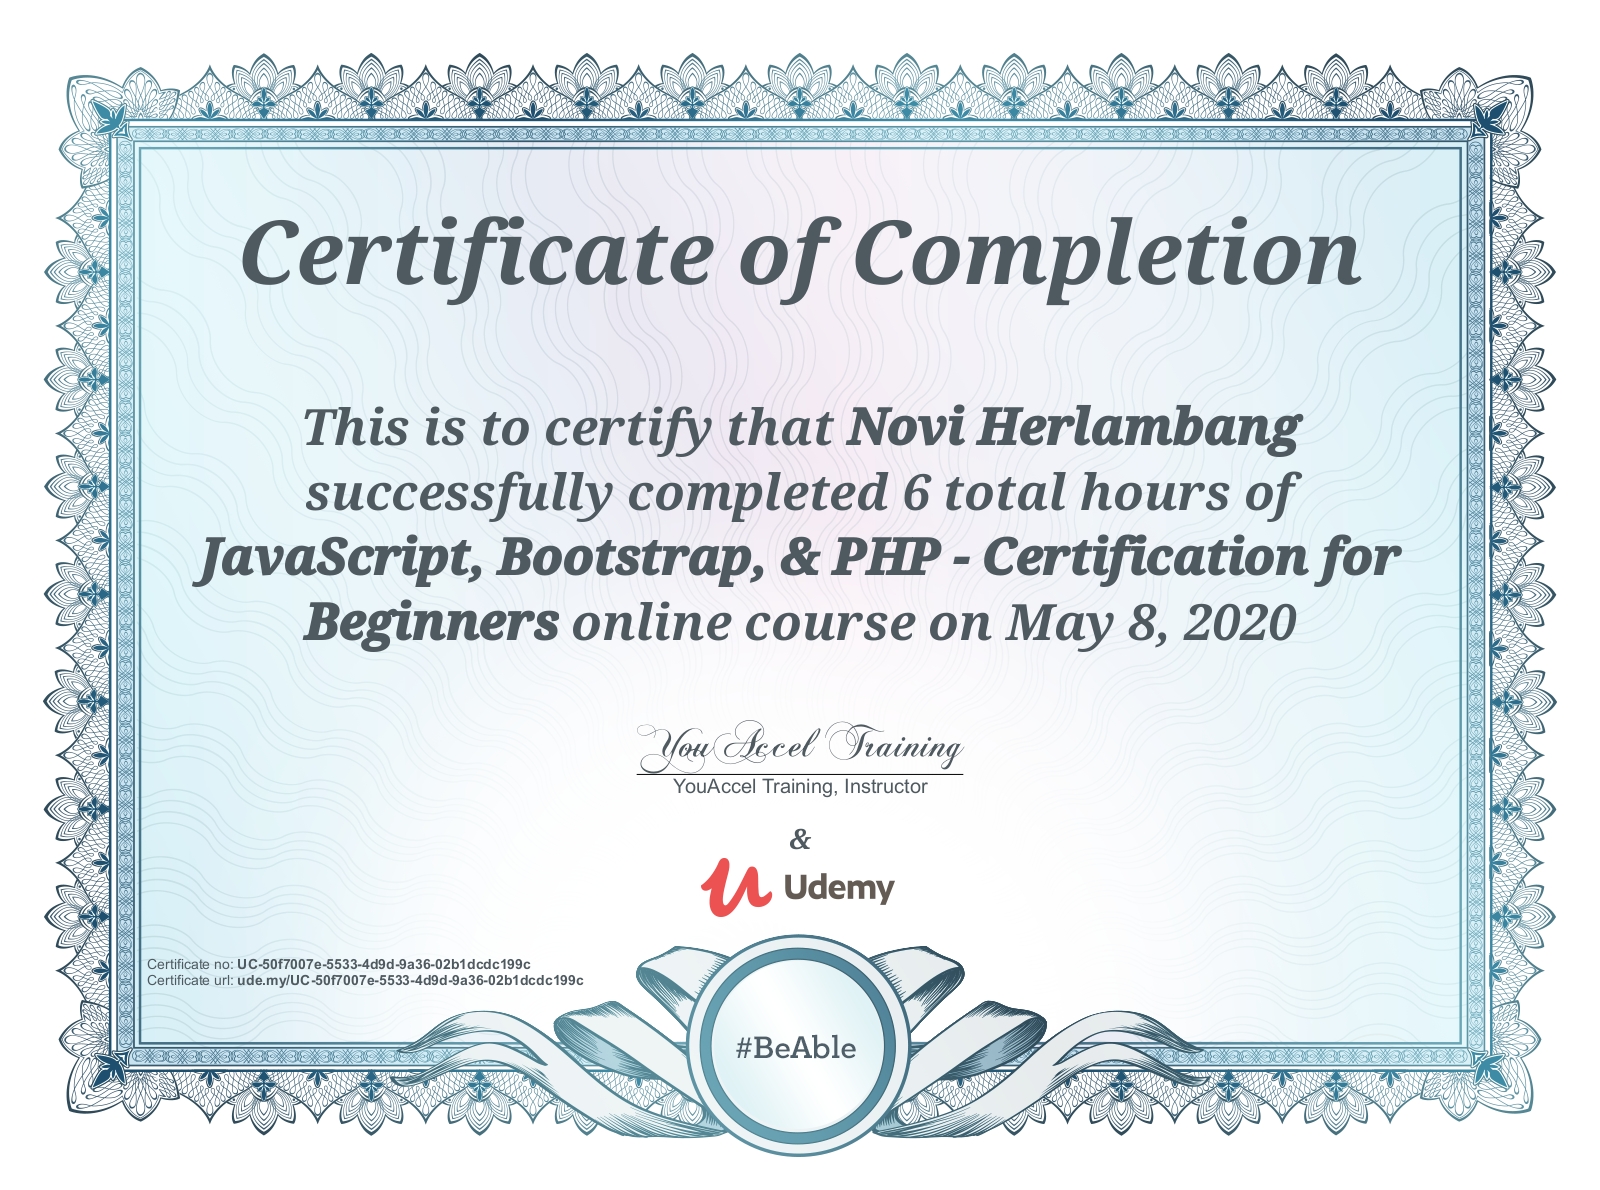 Certificate of Completion
This is to certify that Novi Herlambang
successfully completed 6 total hours of
JavaScript, Bootstrap, & PHP - Certification for
Beginners online course on May 8, 2020
YouAccel Training
YouAccel Training, Instructor
&
Udemy
Certificate no: UC-50f7007e-5533-4d9d-9a36-02b1dcdc199c
Certificate url: ude.my/UC-50f7007e-5533-4d9d-9a36-02b1dcdc199c
#BeAble